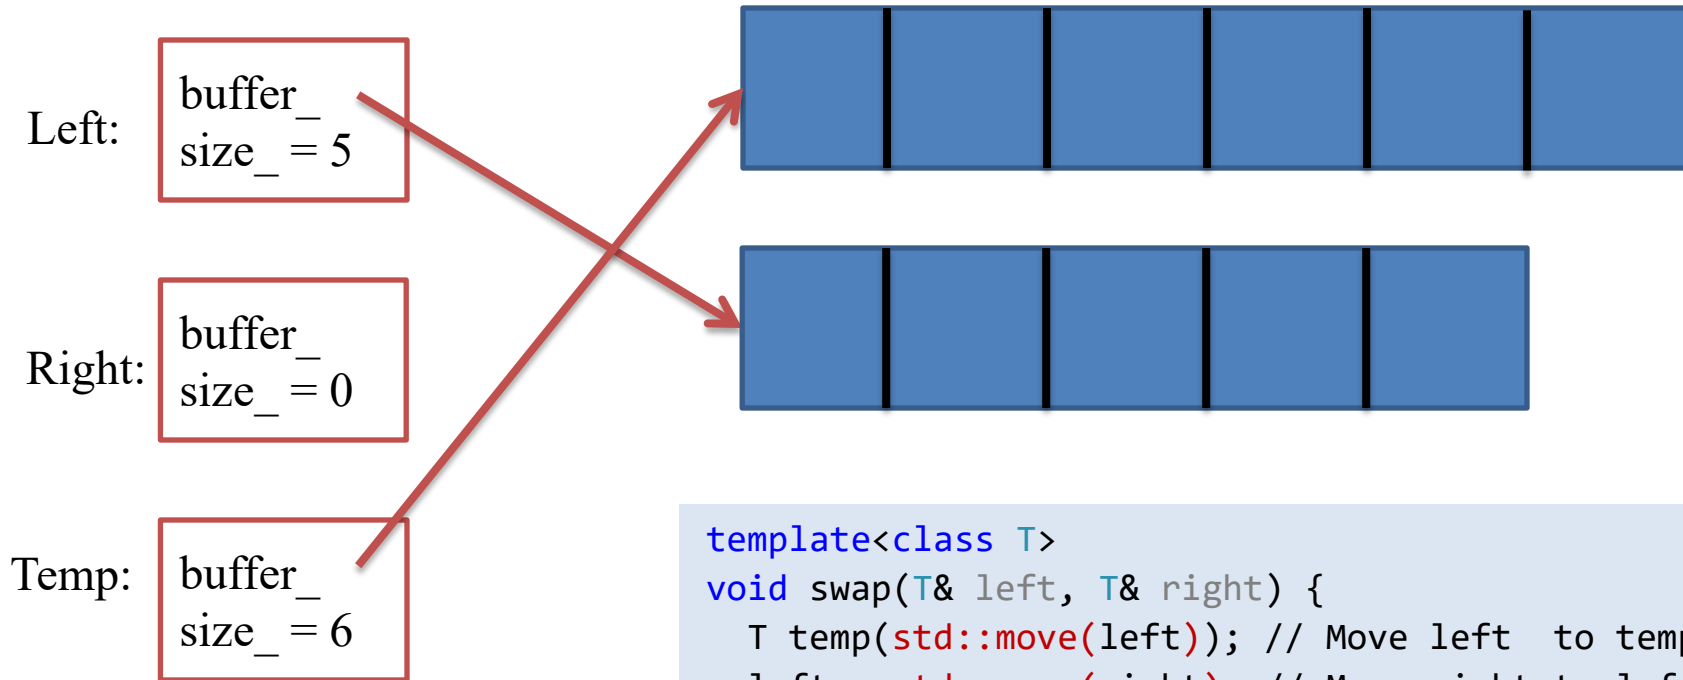 Left:
buffer_
size_ = 5
Right:
buffer_
size_ = 0
Temp:
buffer_
size_ = 6
template<class T>
void swap(T& left, T& right) {
T temp(std::move(left)); // Move left  to temp